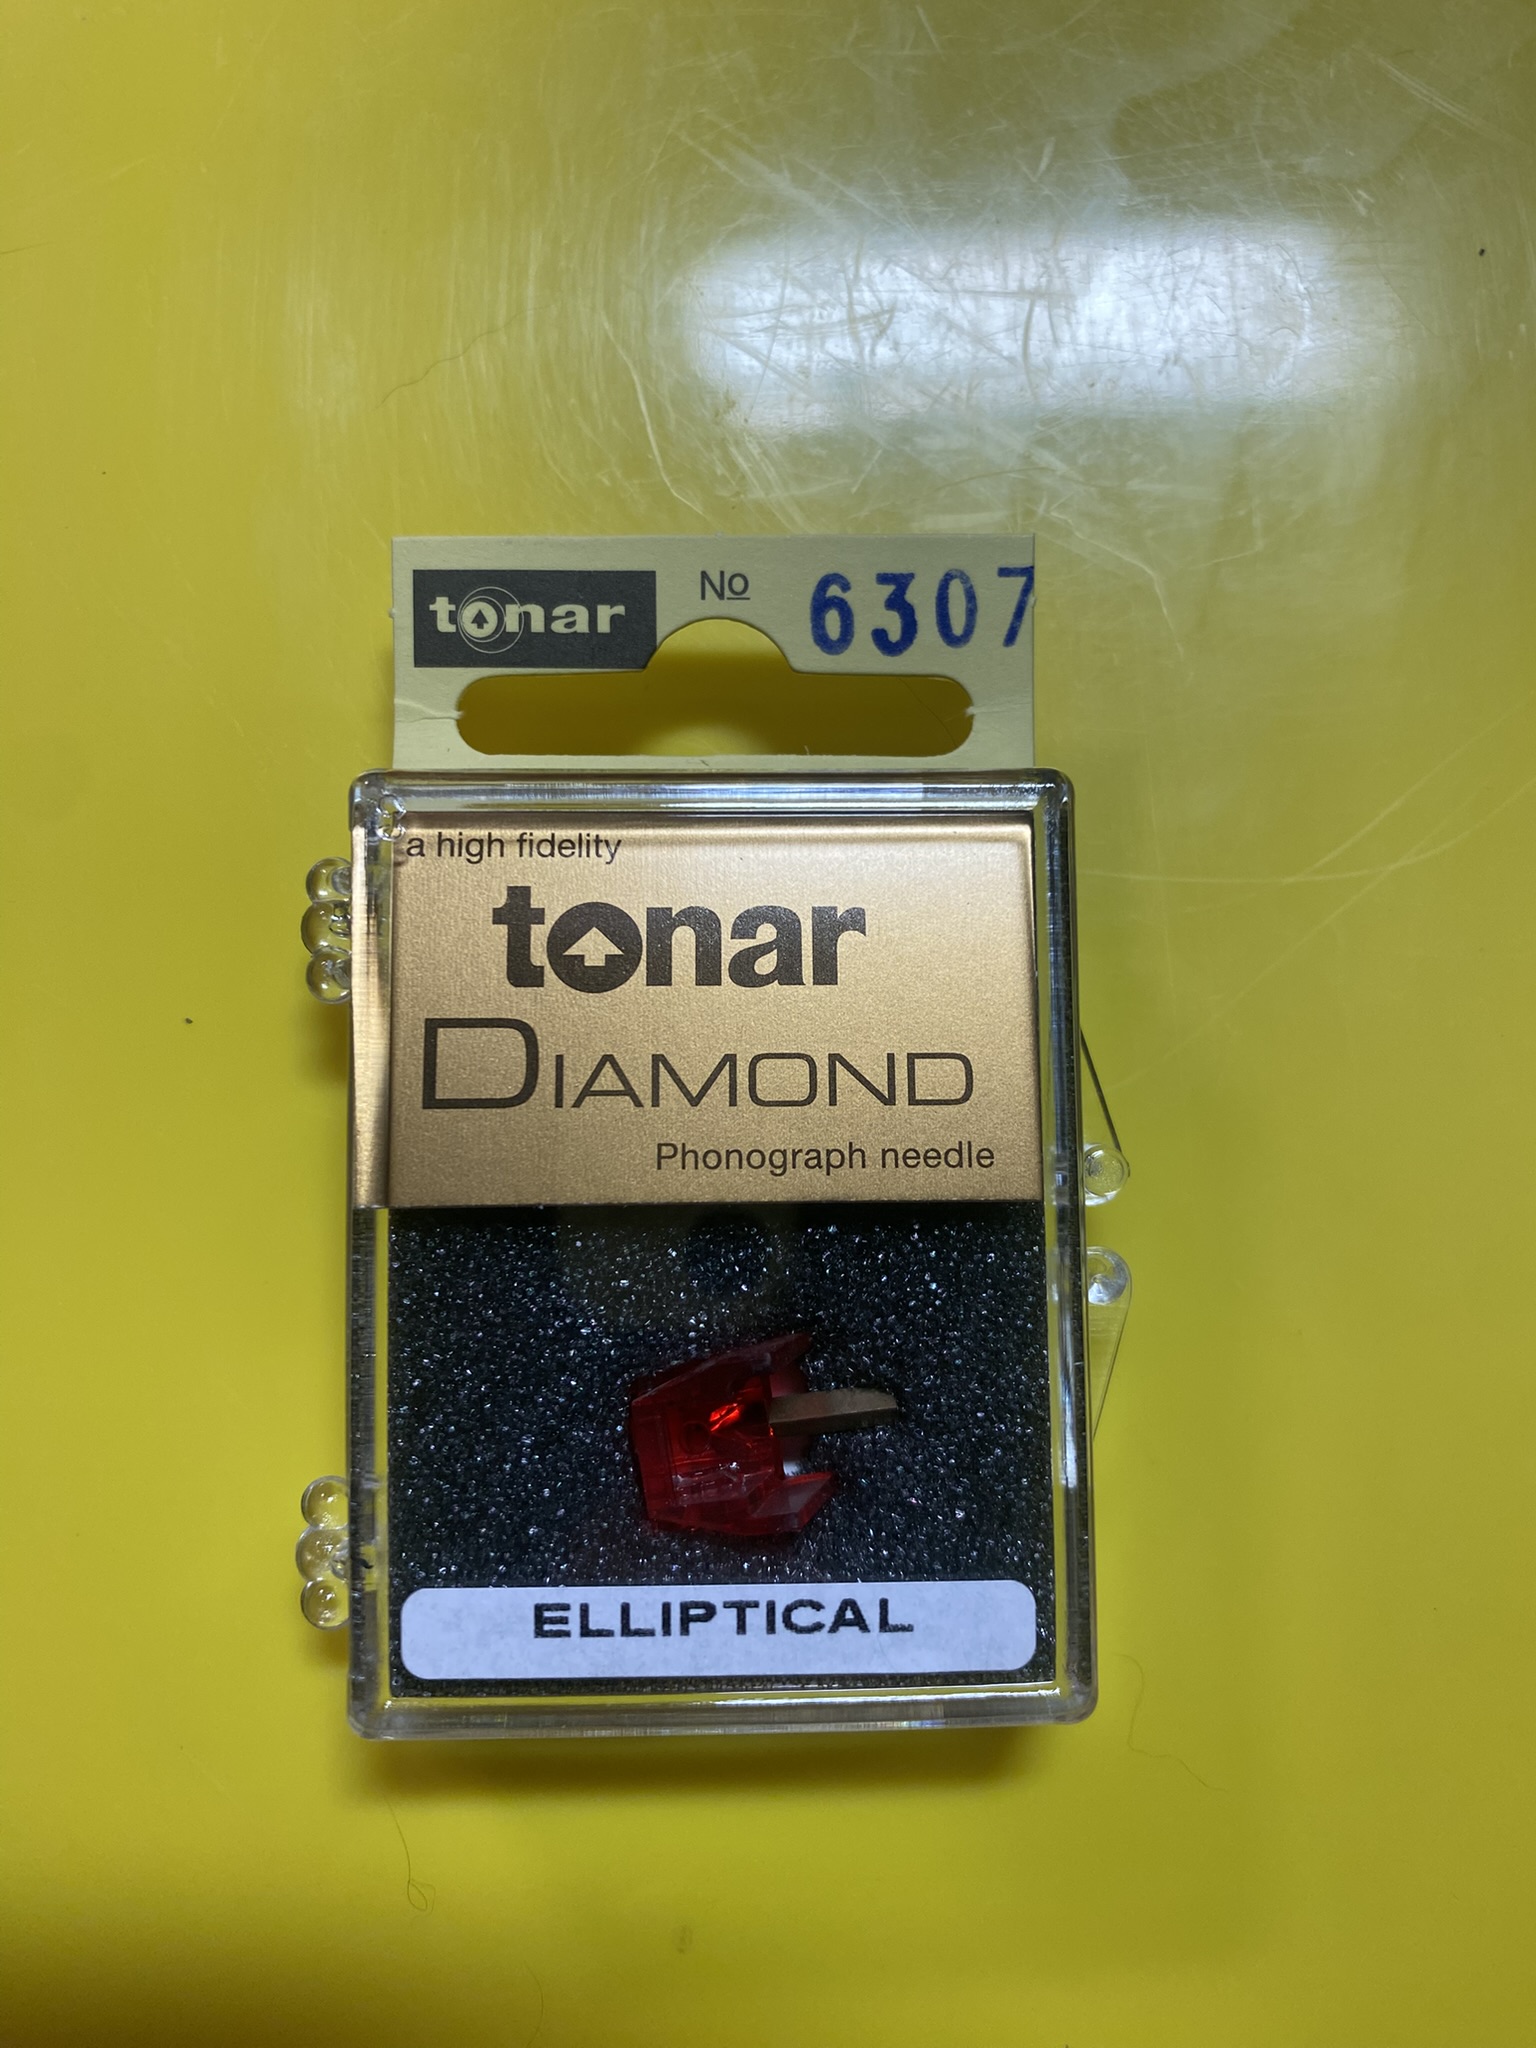 tonar
No 6307
a high fidelity
tonar
DIAMOND
Phonograph needle
ELLIPTICAL